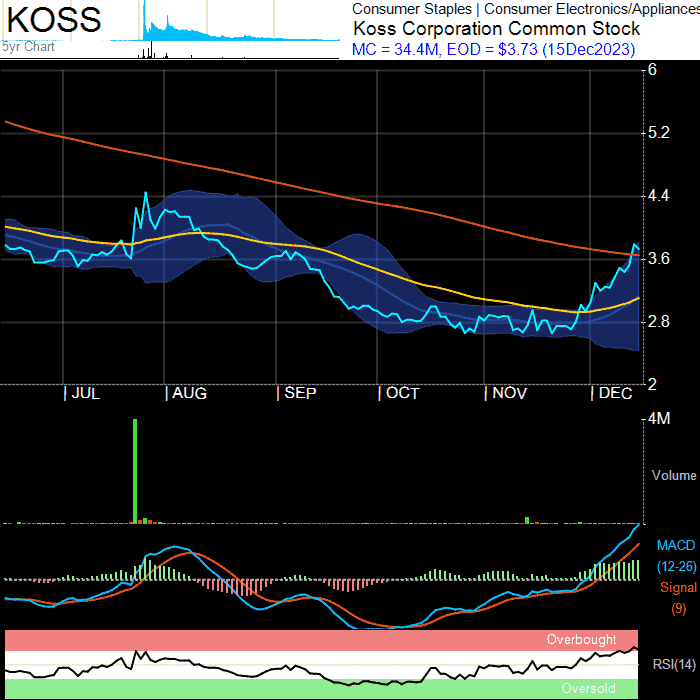 KOSS
5yr Chart
Consumer Staples | Consumer Electronics/Appliances
Koss Corporation Common Stock
MC = 34.4M, EOD = $3.73 (15Dec2023)
6
5.2
4.4
3.6
2.8
2
| JUL | AUG | SEP | OCT | NOV | DEC
4M
Volume
MACD
(12-26)
Signal
(9)
Overbought
RSI(14)
Oversold